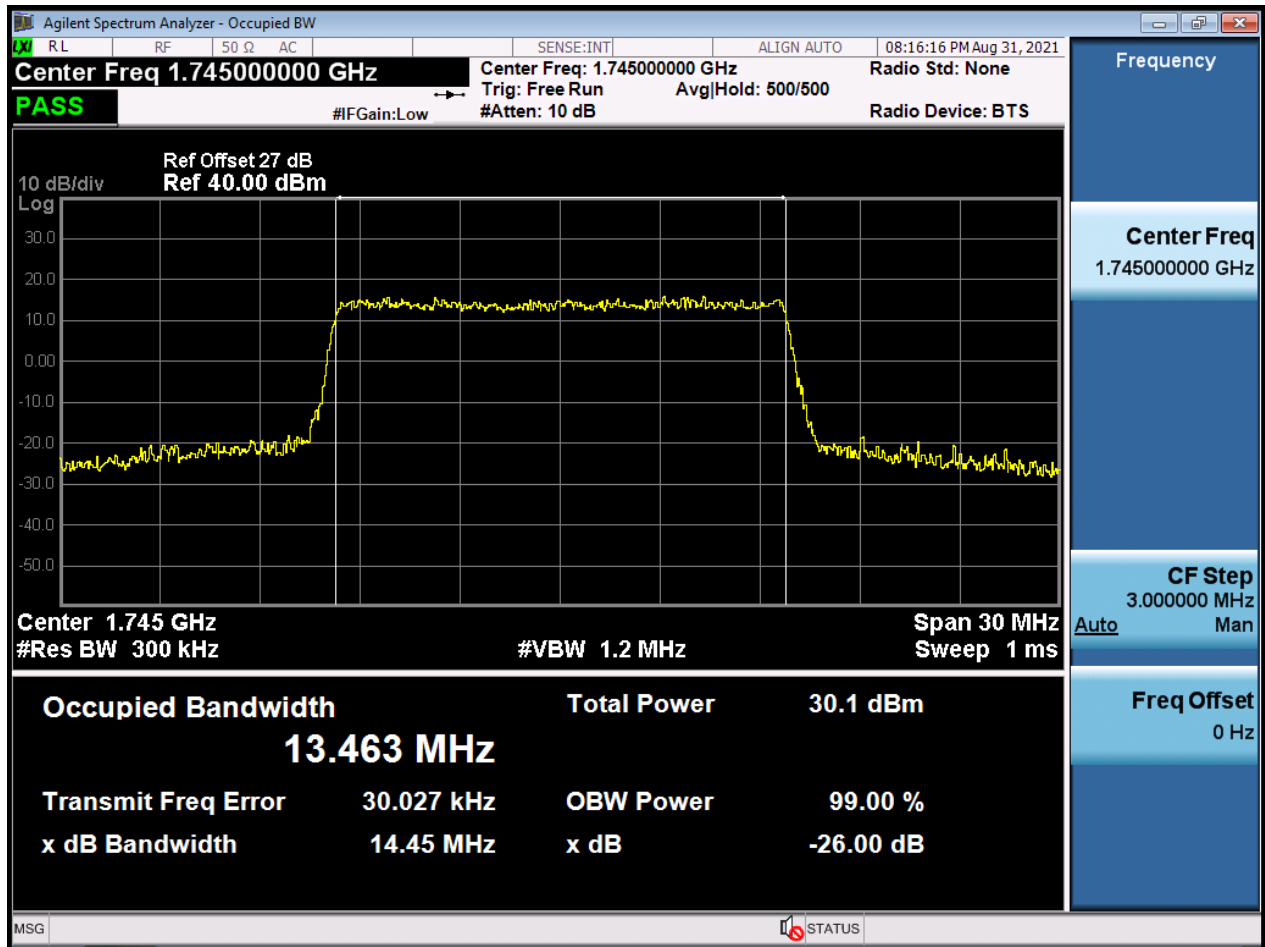 Agilent Spectrum Analyzer - Occupied BW
LXI RL RF 50 Ω AC SENSE:INT ALIGN AUTO 08:16:16 PM Aug 31, 2021
Center Freq 1.745000000 GHz
Center Freq: 1.745000000 GHz Radio Std: None
Trig: Free Run Avg|Hold: 500/500
PASS
#IFGain:Low #Atten: 10 dB Radio Device: BTS
Ref Offset 27 dB
10 dB/div Ref 40.00 dBm
Log
30.0
20.0
10.0
0.00
-10.0
-20.0
-30.0
-40.0
-50.0
Center 1.745 GHz Span 30 MHz
#Res BW 300 kHz #VBW 1.2 MHz Sweep 1 ms
Occupied Bandwidth Total Power 30.1 dBm
13.463 MHz
Transmit Freq Error 30.027 kHz OBW Power 99.00 %
x dB Bandwidth 14.45 MHz x dB -26.00 dB
Frequency
Center Freq
1.745000000 GHz
CF Step
3.000000 MHz
Auto Man
Freq Offset
0 Hz
MSG STATUS